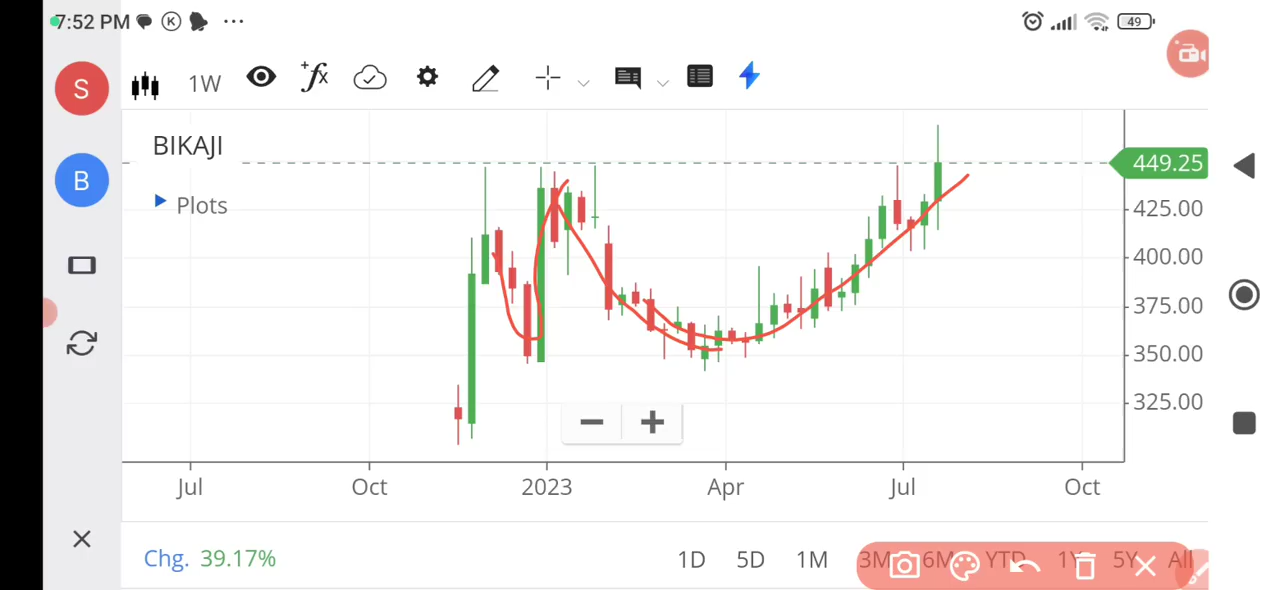 7:52 PM K ... 49
S 1W +fx
BIKAJI 449.25
B Plots 425.00
400.00
375.00
350.00
325.00
Jul Oct 2023 Apr Jul Oct
Chg. 39.17% 1D 5D 1M 3M 6M YTD 1Y 5Y All